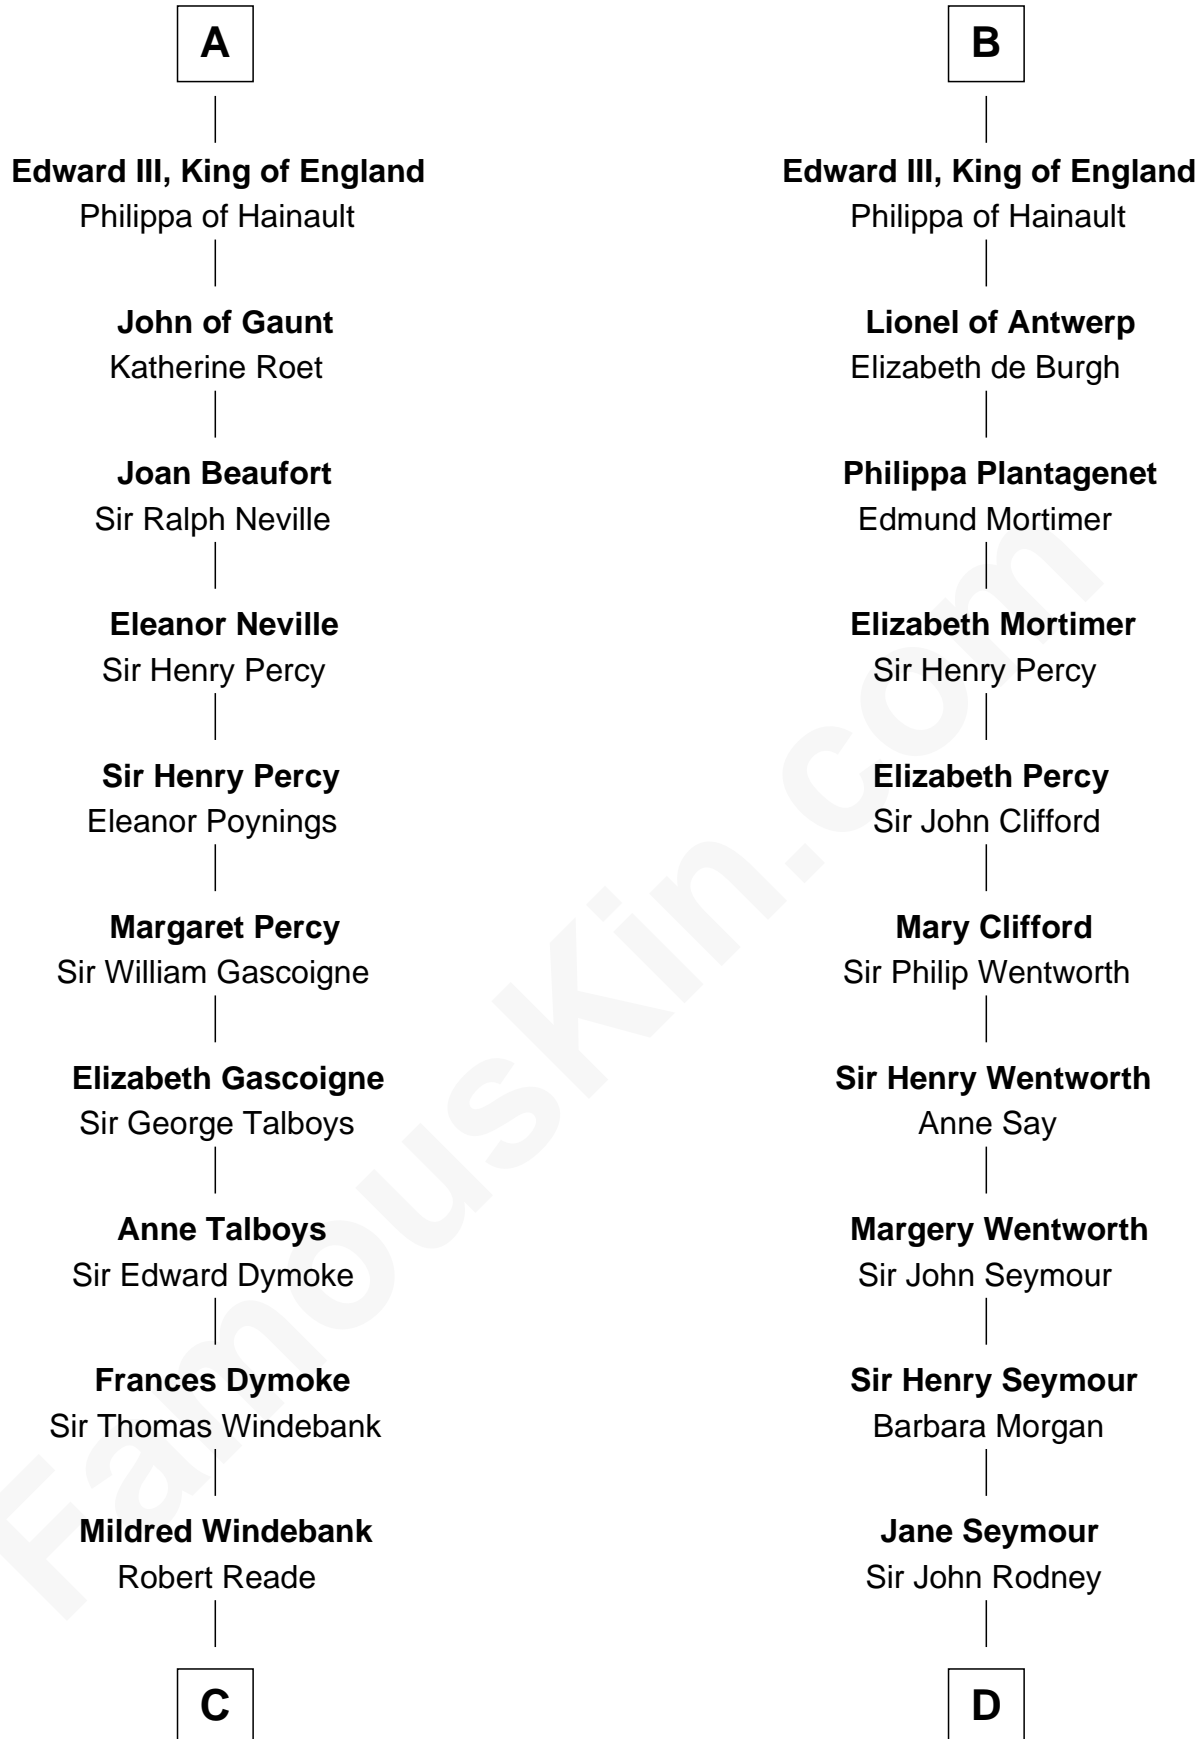 A
Edward III, King of England
Philippa of Hainault
John of Gaunt
Katherine Roet
Joan Beaufort
Sir Ralph Neville
Eleanor Neville
Sir Henry Percy
Sir Henry Percy
Eleanor Poynings
Margaret Percy
Sir William Gascoigne
Elizabeth Gascoigne
Sir George Talboys
Anne Talboys
Sir Edward Dymoke
Frances Dymoke
Sir Thomas Windebank
Mildred Windebank
Robert Reade
C
B
Edward III, King of England
Philippa of Hainault
Lionel of Antwerp
Elizabeth de Burgh
Philippa Plantagenet
Edmund Mortimer
Elizabeth Mortimer
Sir Henry Percy
Elizabeth Percy
Sir John Clifford
Mary Clifford
Sir Philip Wentworth
Sir Henry Wentworth
Anne Say
Margery Wentworth
Sir John Seymour
Sir Henry Seymour
Barbara Morgan
Jane Seymour
Sir John Rodney
D
FamousKin.com